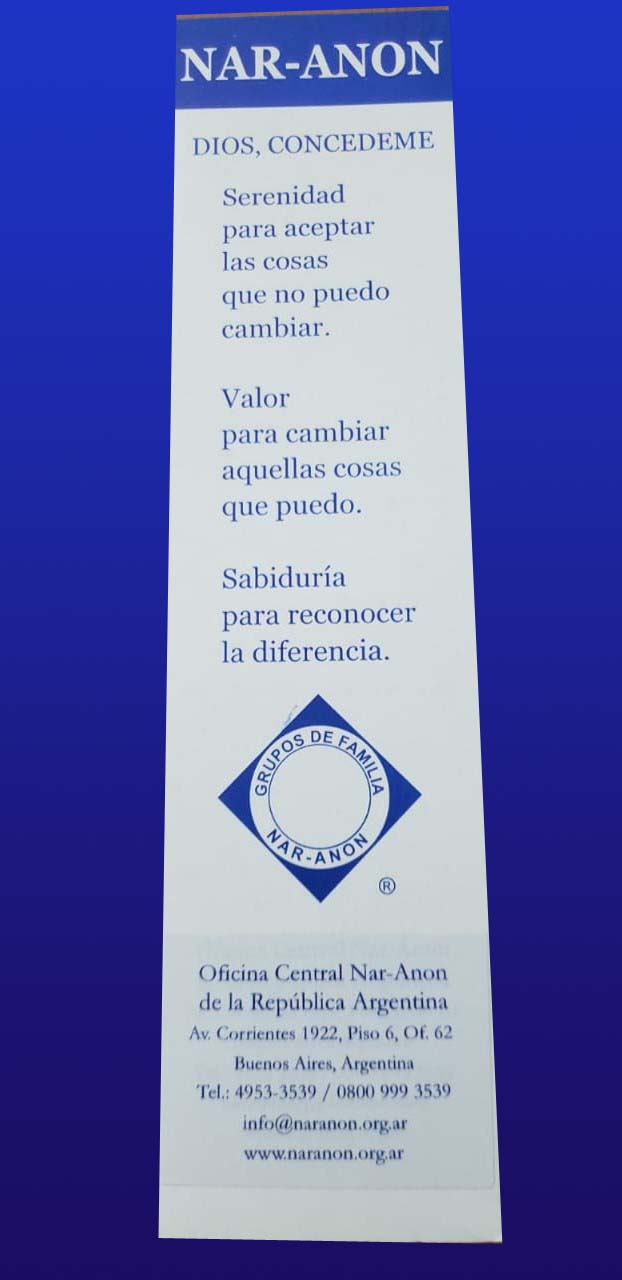 NAR-ANON
DIOS, CONCEDEME
Serenidad
para aceptar
las cosas
que no puedo
cambiar.
Valor
para cambiar
aquellas cosas
que puedo.
Sabiduría
para reconocer
la diferencia.
GRUPOS DE FAMILIA
NAR-ANON
®
Oficina Central Nar-Anon
de la República Argentina
Av. Corrientes 1922, Piso 6, Of. 62
Buenos Aires, Argentina
Tel.: 4953-3539 / 0800 999 3539
info@naranon.org.ar
www.naranon.org.ar